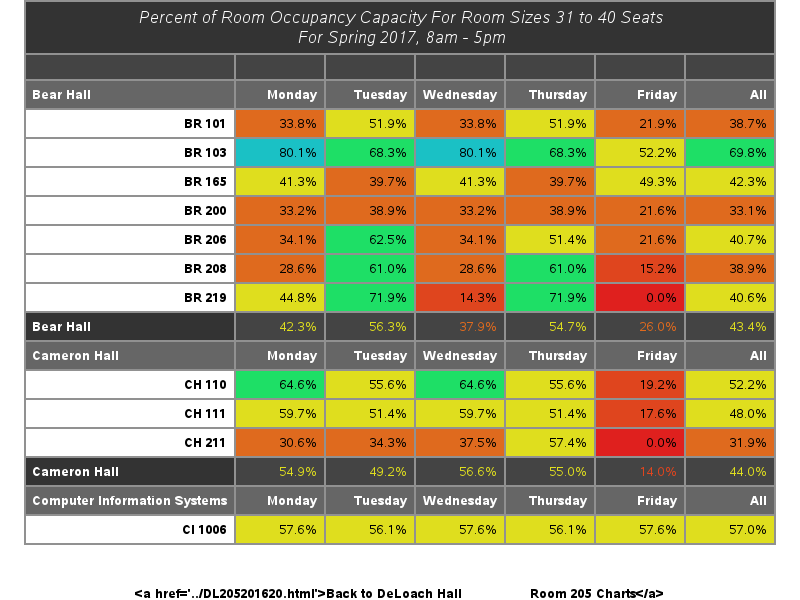 Percent of Room Occupancy Capacity For Room Sizes 31 to 40 Seats
For Spring 2017, 8am - 5pm
Bear Hall Monday Tuesday Wednesday Thursday Friday All
BR 101 33.8% 51.9% 33.8% 51.9% 21.9% 38.7%
BR 103 80.1% 68.3% 80.1% 68.3% 52.2% 69.8%
BR 165 41.3% 39.7% 41.3% 39.7% 49.3% 42.3%
BR 200 33.2% 38.9% 33.2% 38.9% 21.6% 33.1%
BR 206 34.1% 62.5% 34.1% 51.4% 21.6% 40.7%
BR 208 28.6% 61.0% 28.6% 61.0% 15.2% 38.9%
BR 219 44.8% 71.9% 14.3% 71.9% 0.0% 40.6%
Bear Hall 42.3% 56.3% 37.9% 54.7% 26.0% 43.4%
Cameron Hall Monday Tuesday Wednesday Thursday Friday All
CH 110 64.6% 55.6% 64.6% 55.6% 19.2% 52.2%
CH 111 59.7% 51.4% 59.7% 51.4% 17.6% 48.0%
CH 211 30.6% 34.3% 37.5% 57.4% 0.0% 31.9%
Cameron Hall 54.9% 49.2% 56.6% 55.0% 14.0% 44.0%
Computer Information Systems Monday Tuesday Wednesday Thursday Friday All
CI 1006 57.6% 56.1% 57.6% 56.1% 57.6% 57.0%
<a href='../DL205201620.html'>Back to DeLoach Hall Room 205 Charts</a>